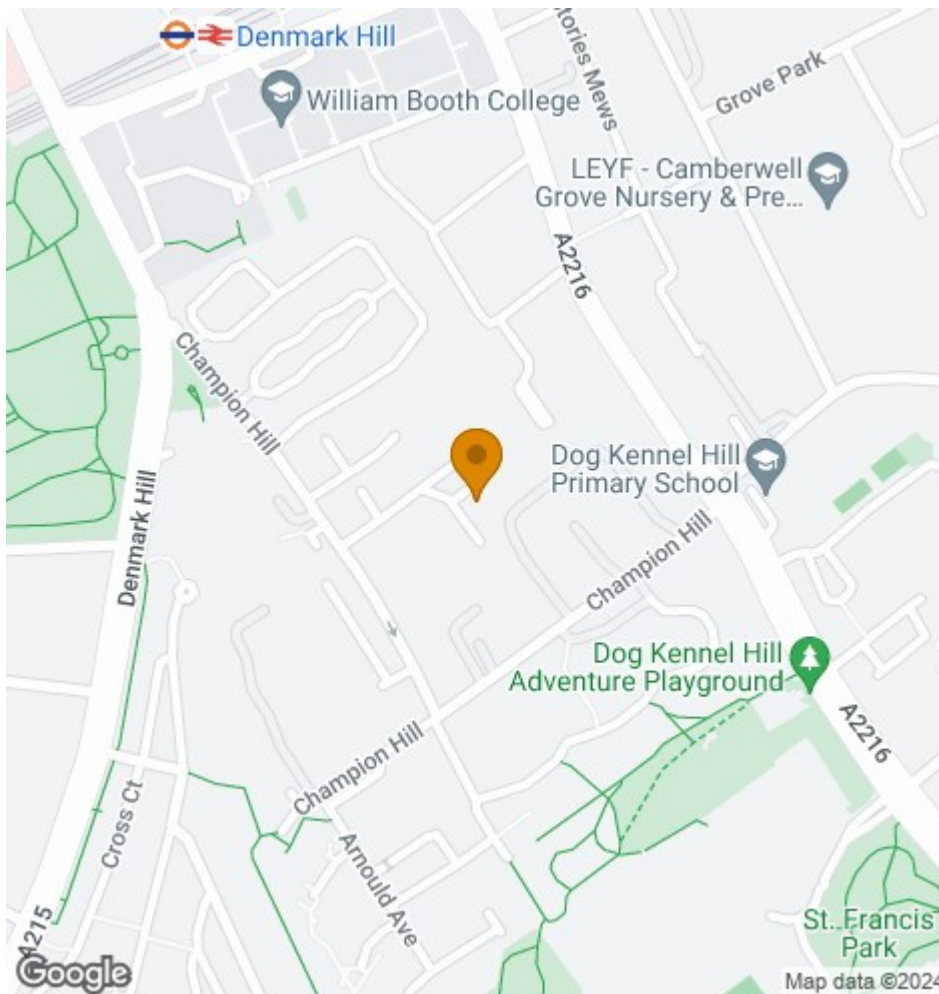 Denmark Hill
William Booth College
Stories Mews
Grove Park
LEYF - Camberwell
Grove Nursery & Pre...
A2216
Champion Hill
Denmark Hill
Dog Kennel Hill
Primary School
Champion Hill
Dog Kennel Hill
Adventure Playground
A2216
Champion Hill
Cross Ct
Arnould Ave
A215
St. Francis
Park
Google
Map data ©2024